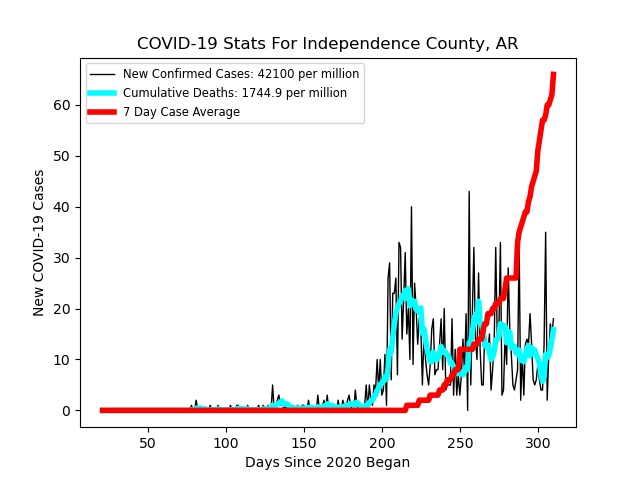 COVID-19 Stats For Independence County, AR
New Confirmed Cases: 42100 per million
Cumulative Deaths: 1744.9 per million
7 Day Case Average
New COVID-19 Cases
60
50
40
30
20
10
0
50 100 150 200 250 300
Days Since 2020 Began